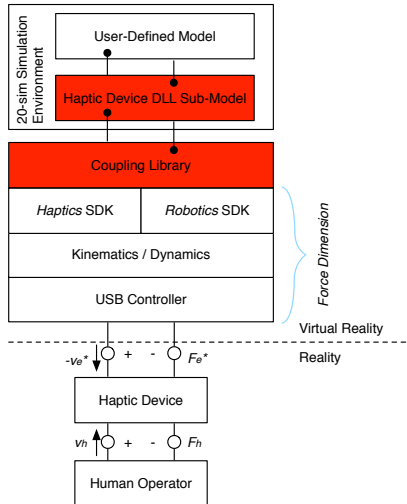 20-sim Simulation
Environment
User-Defined Model
Haptic Device DLL Sub-Model
Coupling Library
Haptics SDK
Robotics SDK
Kinematics / Dynamics
USB Controller
Force Dimension
Virtual Reality
Reality
-ve*
+
-
Fe*
Haptic Device
vh
+
-
Fh
Human Operator